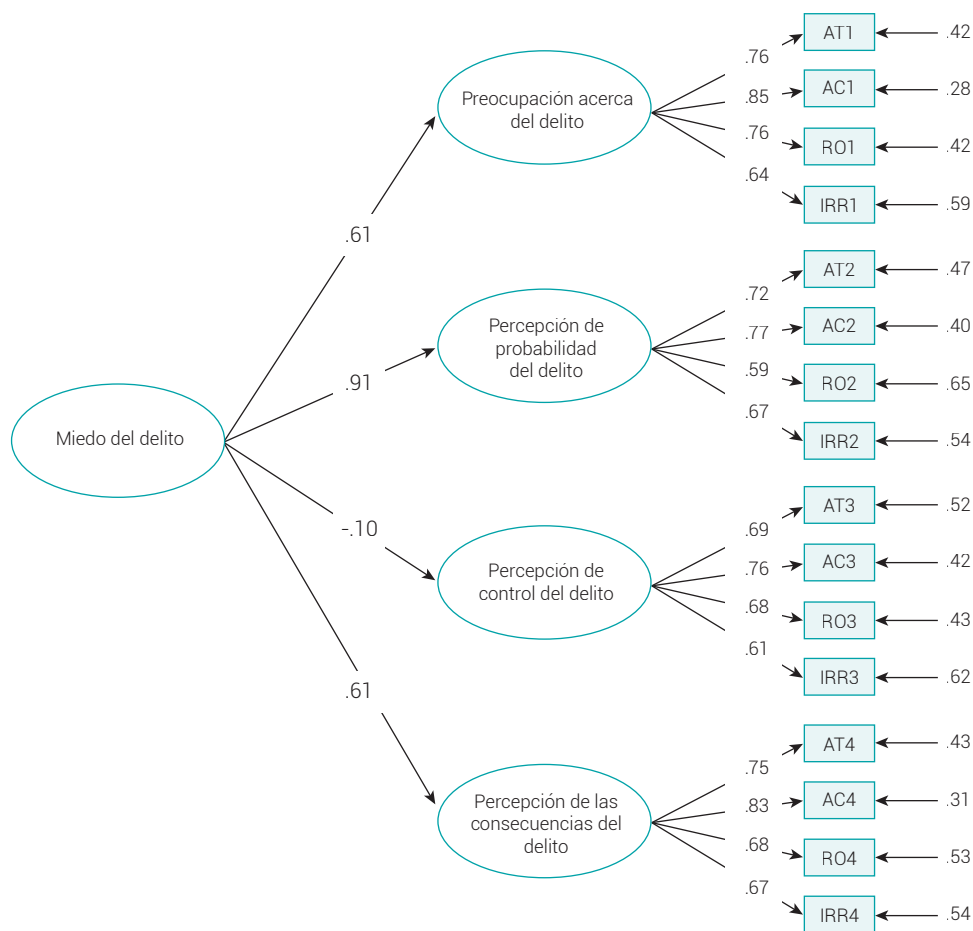 AT1
.42
.76
Preocupación acerca
del delito
.85
AC1
.28
.76
RO1
.42
.64
IRR1
.59
.61
AT2
.47
.72
Percepción de
probabilidad
del delito
.77
AC2
.40
.59
RO2
.65
.91
.67
IRR2
.54
Miedo del delito
AT3
.52
-.10
.69
Percepción de
control del delito
.76
AC3
.42
.68
RO3
.43
.61
IRR3
.62
.61
AT4
.43
.75
Percepción de las
consecuencias del
delito
.83
AC4
.31
.68
RO4
.53
.67
IRR4
.54